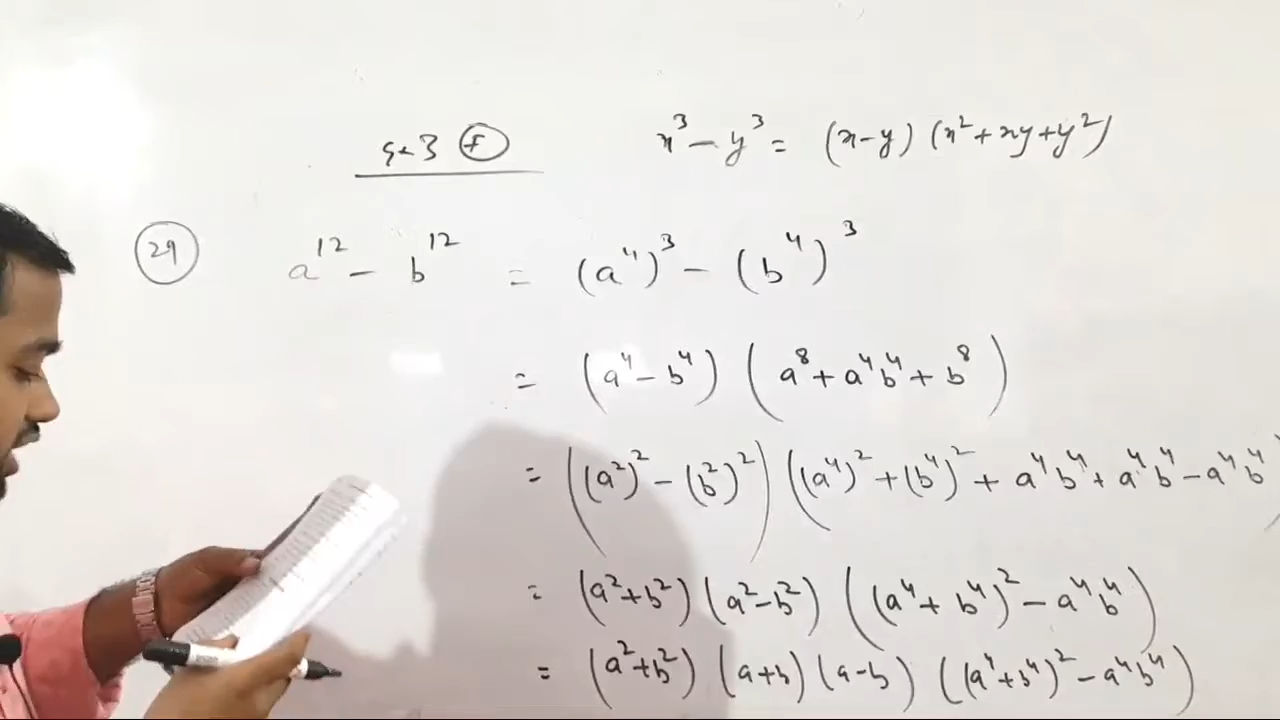 x³ - y³ = (x-y) (x²+xy+y²)
29 a¹² - b¹² = (a⁴)³ - (b⁴)³
= (a⁴ - b⁴) (a⁸ + a⁴b⁴ + b⁸)
= ((a²)² - (b²)²) ((a⁴)² + (b⁴)² + a⁴b⁴ + a⁴b⁴ - a⁴b⁴)
= (a²+b²) (a²-b²) ((a⁴ + b⁴)² - a⁴b⁴)
= (a²+b²) (a+b) (a-b) ((a⁴+b⁴)² - a⁴b⁴)